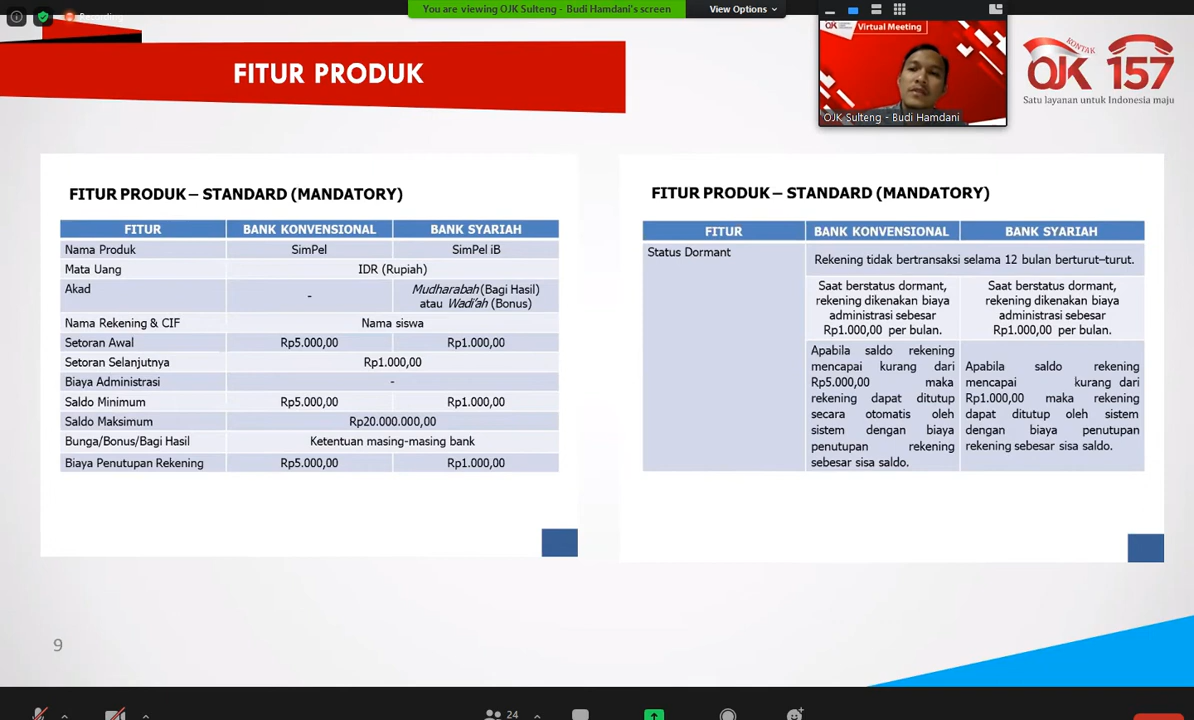 Recording
You are viewing OJK Sulteng - Budi Hamdani's screen
View Options
FITUR PRODUK
OJK Virtual Meeting
OJK Sulteng - Budi Hamdani
KONTAK
OJK 157
Satu layanan untuk Indonesia maju
FITUR PRODUK – STANDARD (MANDATORY)
FITUR BANK KONVENSIONAL BANK SYARIAH
Nama Produk SimPel SimPel iB
Mata Uang IDR (Rupiah)
Akad - Mudharabah (Bagi Hasil)
atau Wadi'ah (Bonus)
Nama Rekening & CIF Nama siswa
Setoran Awal Rp5.000,00 Rp1.000,00
Setoran Selanjutnya Rp1.000,00
Biaya Administrasi -
Saldo Minimum Rp5.000,00 Rp1.000,00
Saldo Maksimum Rp20.000.000,00
Bunga/Bonus/Bagi Hasil Ketentuan masing-masing bank
Biaya Penutupan Rekening Rp5.000,00 Rp1.000,00
FITUR PRODUK – STANDARD (MANDATORY)
FITUR BANK KONVENSIONAL BANK SYARIAH
Status Dormant
Rekening tidak bertransaksi selama 12 bulan berturut–turut.
Saat berstatus dormant,
rekening dikenakan biaya
administrasi sebesar
Rp1.000,00 per bulan.
Saat berstatus dormant,
rekening dikenakan biaya
administrasi sebesar
Rp1.000,00 per bulan.
Apabila saldo rekening
mencapai kurang dari
Rp5.000,00 maka
rekening dapat ditutup
secara otomatis oleh
sistem dengan biaya
penutupan rekening
sebesar sisa saldo.
Apabila saldo rekening
mencapai kurang dari
Rp1.000,00 maka rekening
dapat ditutup oleh sistem
dengan biaya penutupan
rekening sebesar sisa saldo.
9
24